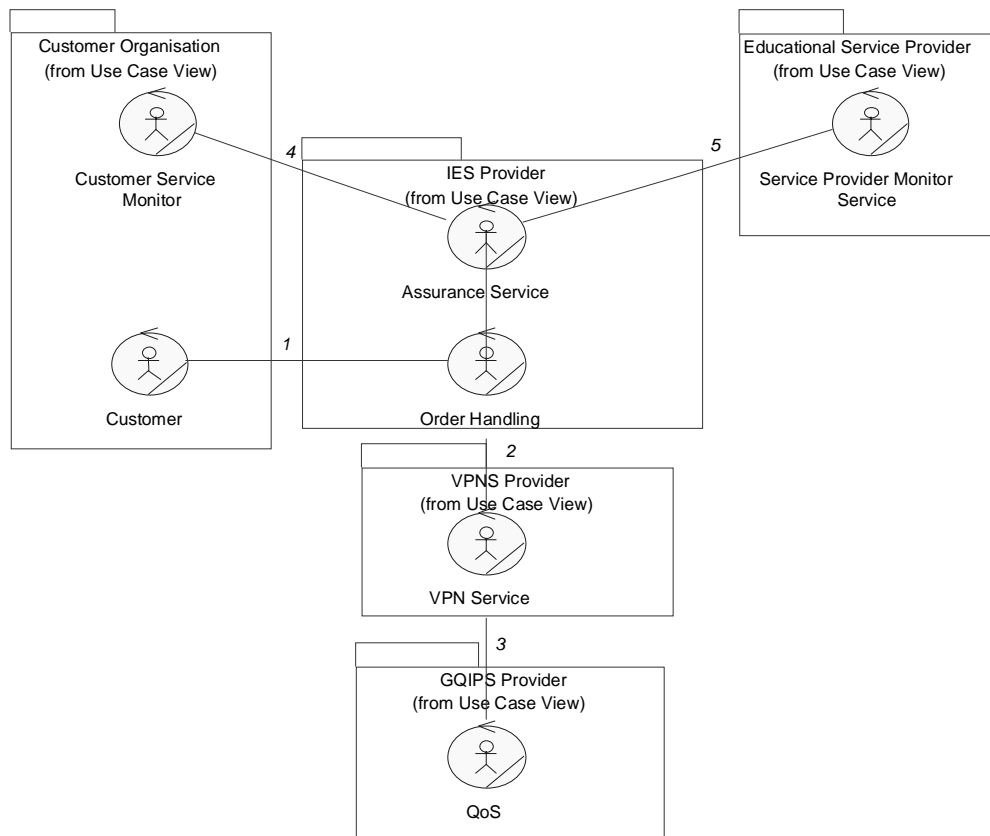 Customer Organisation
(from Use Case View)
Customer Service
Monitor
Customer
1
4
IES Provider
(from Use Case View)
Assurance Service
Order Handling
5
Educational Service Provider
(from Use Case View)
Service Provider Monitor
Service
2
VPNS Provider
(from Use Case View)
VPN Service
3
GQIPS Provider
(from Use Case View)
QoS